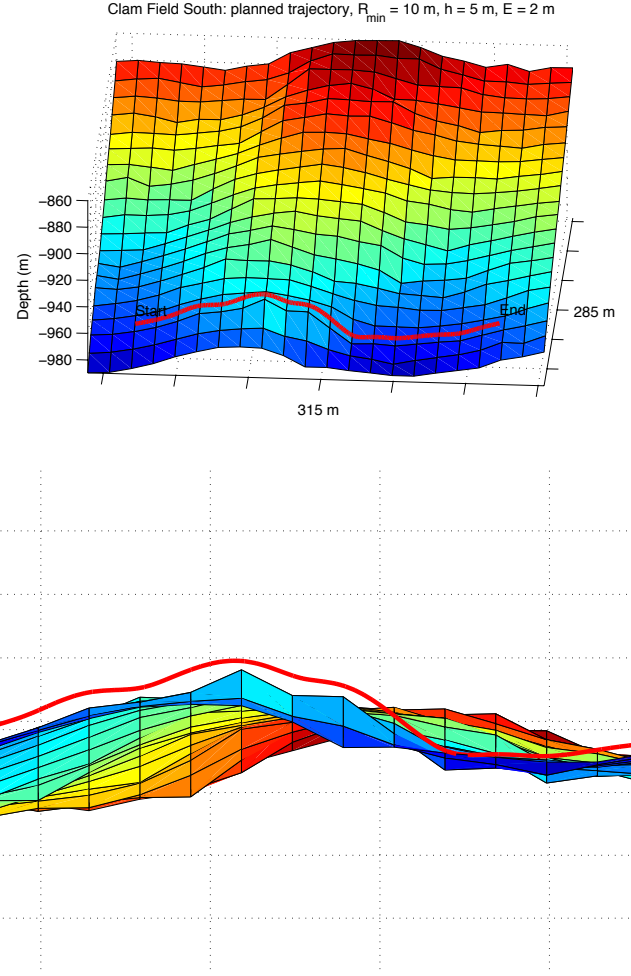 Clam Field South: planned trajectory, R_min = 10 m, h = 5 m, E = 2 m
−860
−880
−900
−920
−940
−960
−980
Depth (m)
Start
End
285 m
315 m